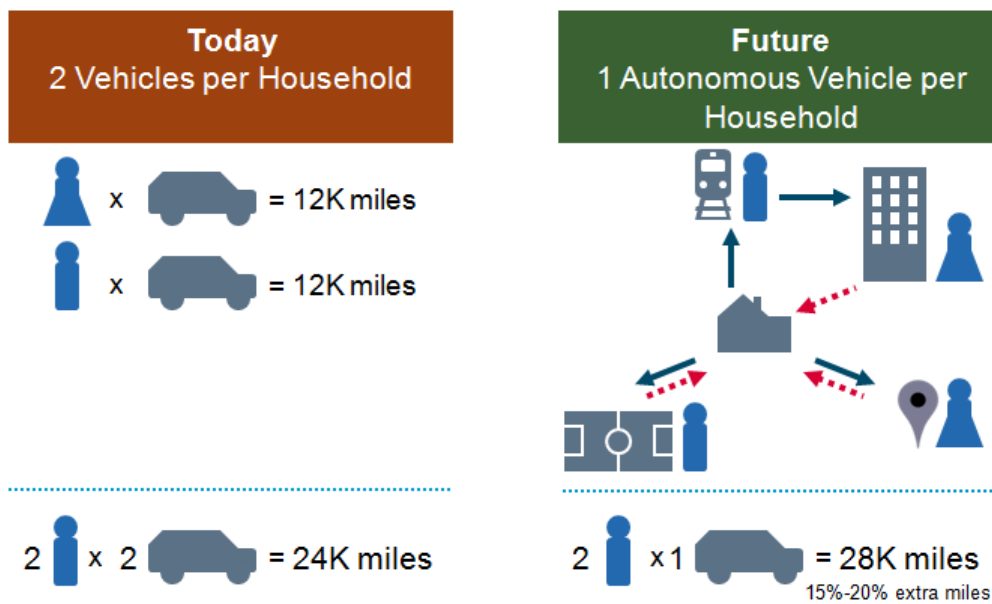 Today
2 Vehicles per Household
x = 12K miles
x = 12K miles
2 x 2 = 24K miles
Future
1 Autonomous Vehicle per
Household
2 x 1 = 28K miles
15%-20% extra miles